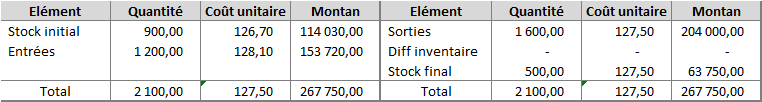 Elément Quantité Coût unitaire Montan Elément Quantité Coût unitaire Montan
Stock initial 900,00 126,70 114 030,00 Sorties 1 600,00 127,50 204 000,00
Entrées 1 200,00 128,10 153 720,00 Diff inventaire - - -
Stock final 500,00 127,50 63 750,00
Total 2 100,00 127,50 267 750,00 Total 2 100,00 127,50 267 750,00